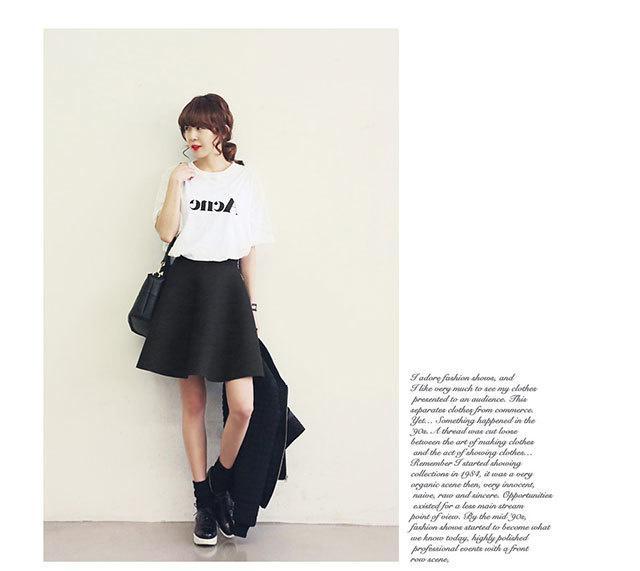 Acne
I adore fashion shows, and
I like very much to see my clothes
presented to an audience. This
separates clothes from commerce.
Yet... Something happened in the
90s. A thread was cut loose
between the art of making clothes
and the act of showing clothes...
Remember I started showing
collections in 1984, it was a very
organic scene then, very innocent,
naive, raw and sincere. Opportunities
existed for a less main stream
point of view. By the mid '90s,
fashion shows started to become what
we know today, highly polished
professional events with a front
row scene,